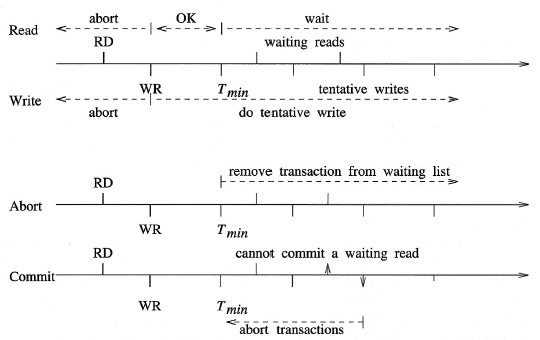 abort OK wait
Read
RD waiting reads
WR T_min tentative writes
Write
abort do tentative write
remove transaction from waiting list
RD
Abort
WR T_min
RD cannot commit a waiting read
Commit
WR T_min
abort transactions